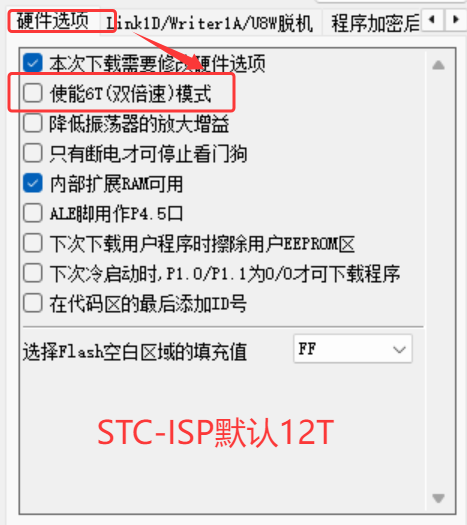 硬件选项 Link1D/Writer1A/U8W脱机 程序加密后
本次下载需要修改硬件选项
使能6T(双倍速)模式
降低振荡器的放大增益
只有断电才可停止看门狗
内部扩展RAM可用
ALE脚用作P4.5口
下次下载用户程序时擦除用户EEPROM区
下次冷启动时,P1.0/P1.1为0/0才可下载程序
在代码区的最后添加ID号
选择Flash空白区域的填充值 FF
STC-ISP默认12T